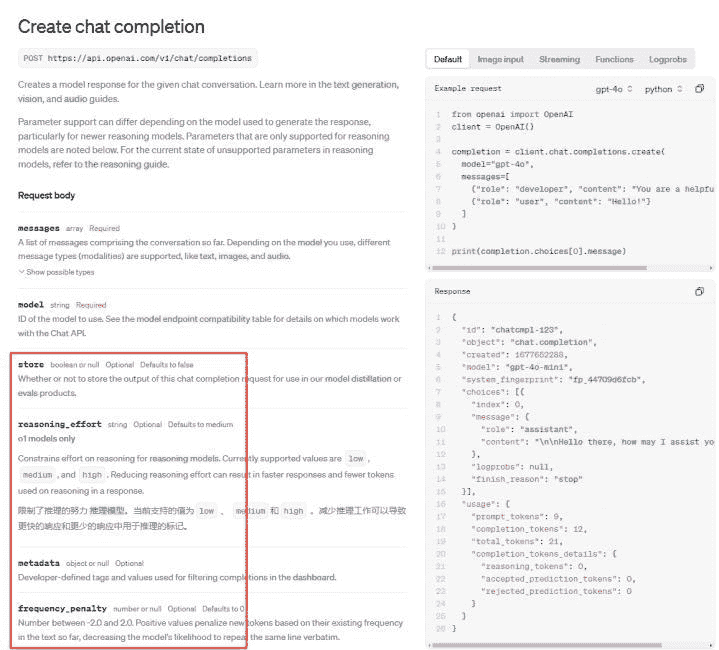 Create chat completion
POST https://api.openai.com/v1/chat/completions
Creates a model response for the given chat conversation. Learn more in the text generation,
vision, and audio guides.
Parameter support can differ depending on the model used to generate the response,
particularly for newer reasoning models. Parameters that are only supported for reasoning
models are noted below. For the current state of unsupported parameters in reasoning
models, refer to the reasoning guide.
Request body
messages array Required
A list of messages comprising the conversation so far. Depending on the model you use, different
message types (modalities) are supported, like text, images, and audio.
Show possible types
model string Required
ID of the model to use. See the model endpoint compatibility table for details on which models work
with the Chat API.
store boolean or null Optional Defaults to false
Whether or not to store the output of this chat completion request for use in our model distillation or
evals products.
reasoning_effort string Optional Defaults to medium
o1 models only
Constrains effort on reasoning for reasoning models. Currently supported values are low ,
medium , and high . Reducing reasoning effort can result in faster responses and fewer tokens
used on reasoning in a response.
限制了推理的努力 推理模型。当前支持的值为 low 、 medium 和 high 。减少推理工作可以导致
更快的响应和更少的响应中用于推理的标记。
metadata object or null Optional
Developer-defined tags and values used for filtering completions in the dashboard.
frequency_penalty number or null Optional Defaults to 0
Number between -2.0 and 2.0. Positive values penalize new tokens based on their existing frequency
in the text so far, decreasing the model's likelihood to repeat the same line verbatim.
Default Image input Streaming Functions Logprobs
Example request gpt-4o python
1 from openai import OpenAI
2 client = OpenAI()
3
4 completion = client.chat.completions.create(
5 model="gpt-4o",
6 messages=[
7 {"role": "developer", "content": "You are a helpfu
8 {"role": "user", "content": "Hello!"}
9 ]
10 )
11
12 print(completion.choices[0].message)
Response
1 {
2 "id": "chatcmpl-123",
3 "object": "chat.completion",
4 "created": 1677652288,
5 "model": "gpt-4o-mini",
6 "system_fingerprint": "fp_44709d6fcb",
7 "choices": [{
8 "index": 0,
9 "message": {
10 "role": "assistant",
11 "content": "\n\nHello there, how may I assist yo
12 },
13 "logprobs": null,
14 "finish_reason": "stop"
15 }],
16 "usage": {
17 "prompt_tokens": 9,
18 "completion_tokens": 12,
19 "total_tokens": 21,
20 "completion_tokens_details": {
21 "reasoning_tokens": 0,
22 "accepted_prediction_tokens": 0,
23 "rejected_prediction_tokens": 0
24 }
25 }
26 }